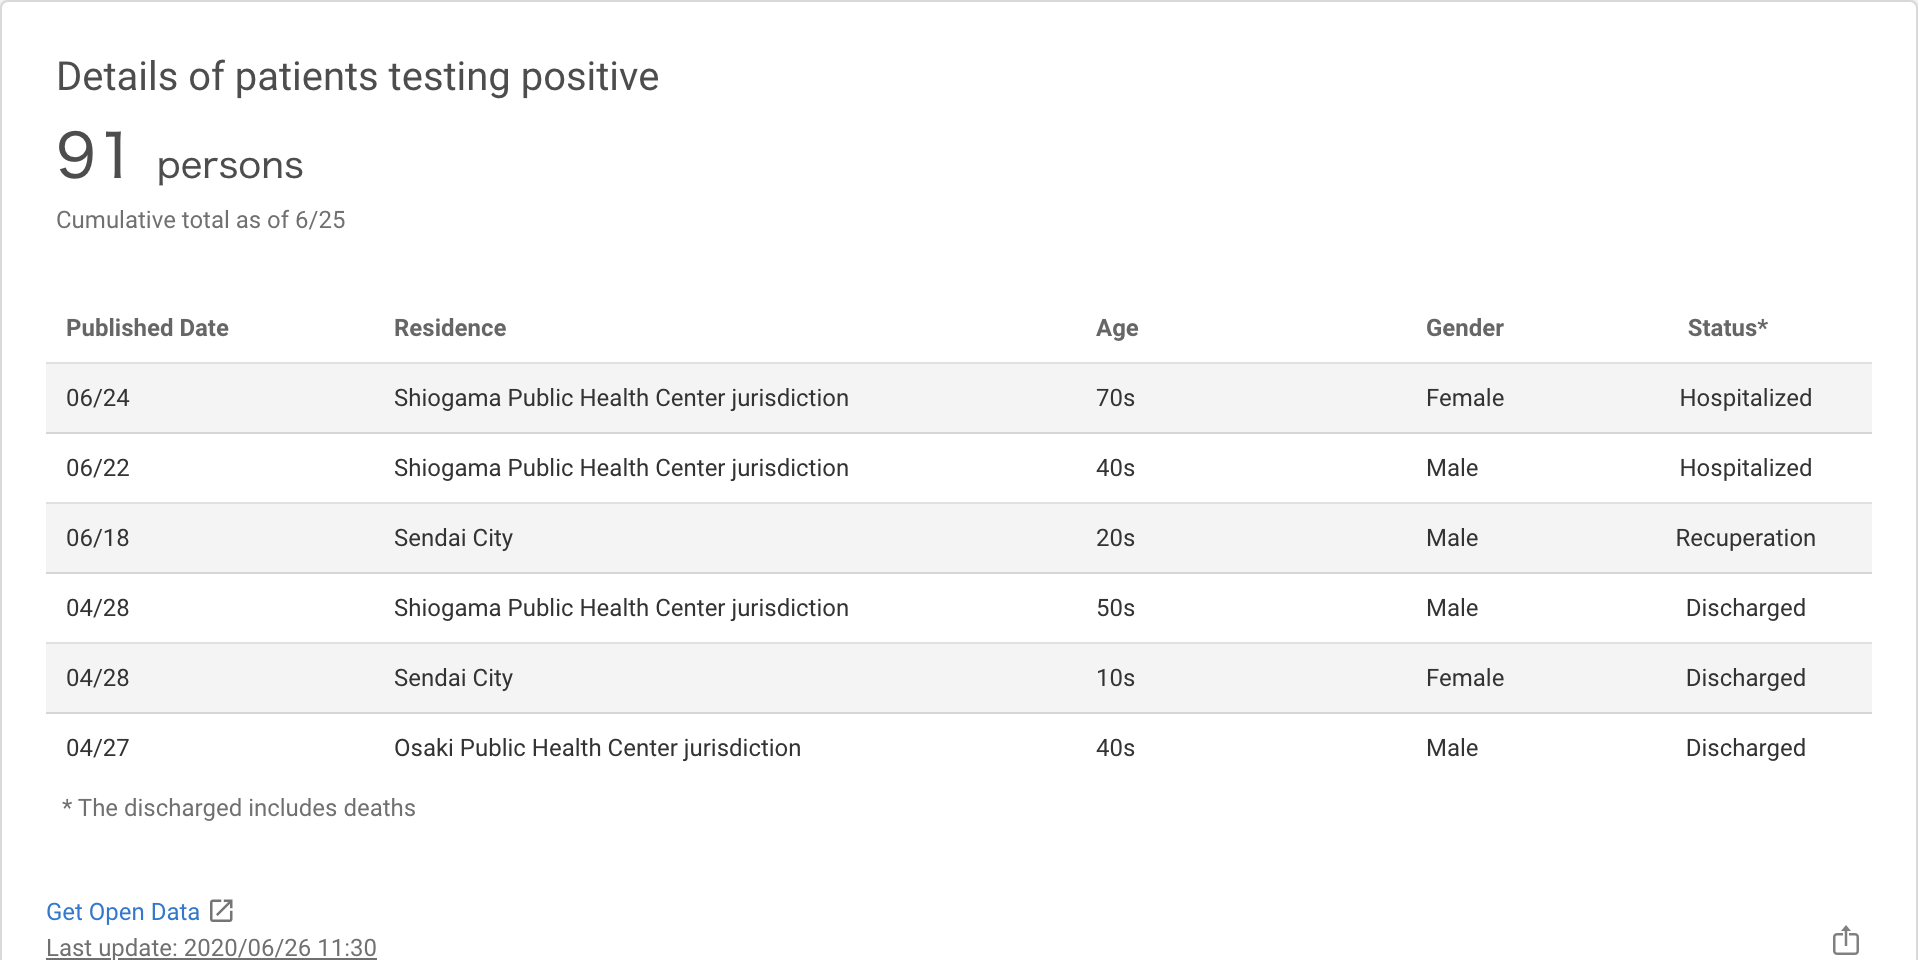 Details of patients testing positive
91 persons
Cumulative total as of 6/25
Published Date Residence Age Gender Status*
06/24 Shiogama Public Health Center jurisdiction 70s Female Hospitalized
06/22 Shiogama Public Health Center jurisdiction 40s Male Hospitalized
06/18 Sendai City 20s Male Recuperation
04/28 Shiogama Public Health Center jurisdiction 50s Male Discharged
04/28 Sendai City 10s Female Discharged
04/27 Osaki Public Health Center jurisdiction 40s Male Discharged
* The discharged includes deaths
Get Open Data
Last update: 2020/06/26 11:30